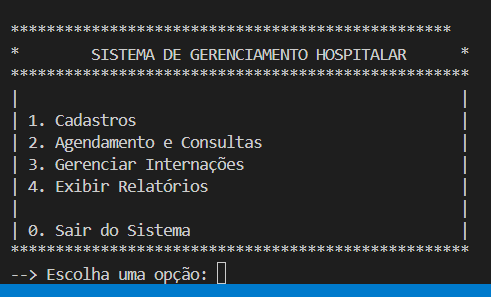 *************************************************
*        SISTEMA DE GERENCIAMENTO HOSPITALAR      *
***************************************************
|                                                 |
| 1. Cadastros                                    |
| 2. Agendamento e Consultas                      |
| 3. Gerenciar Internações                        |
| 4. Exibir Relatórios                            |
|                                                 |
| 0. Sair do Sistema                              |
***************************************************
--> Escolha uma opção: